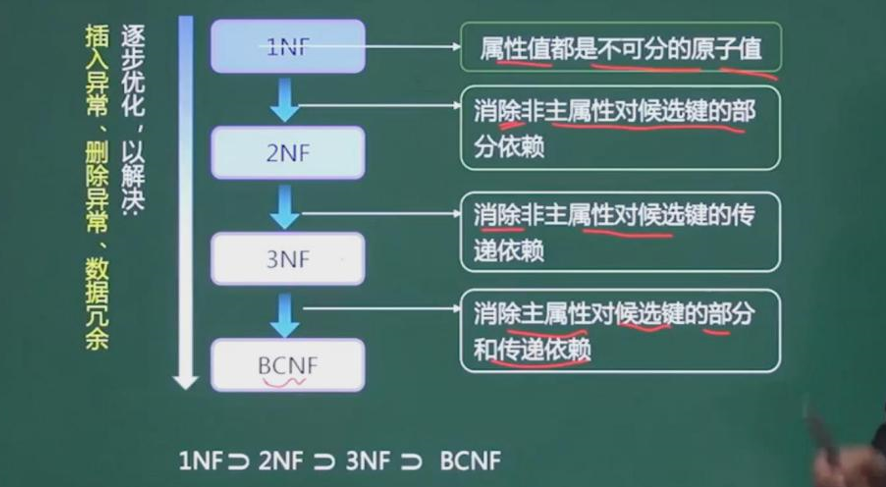 逐步优化，以解决：
插入异常、删除异常、数据冗余
1NF
属性值都是不可分的原子值
消除非主属性对候选键的部
分依赖
2NF
消除非主属性对候选键的传
递依赖
3NF
消除主属性对候选键的部分
和传递依赖
BCNF
1NF⊃ 2NF ⊃ 3NF ⊃ BCNF